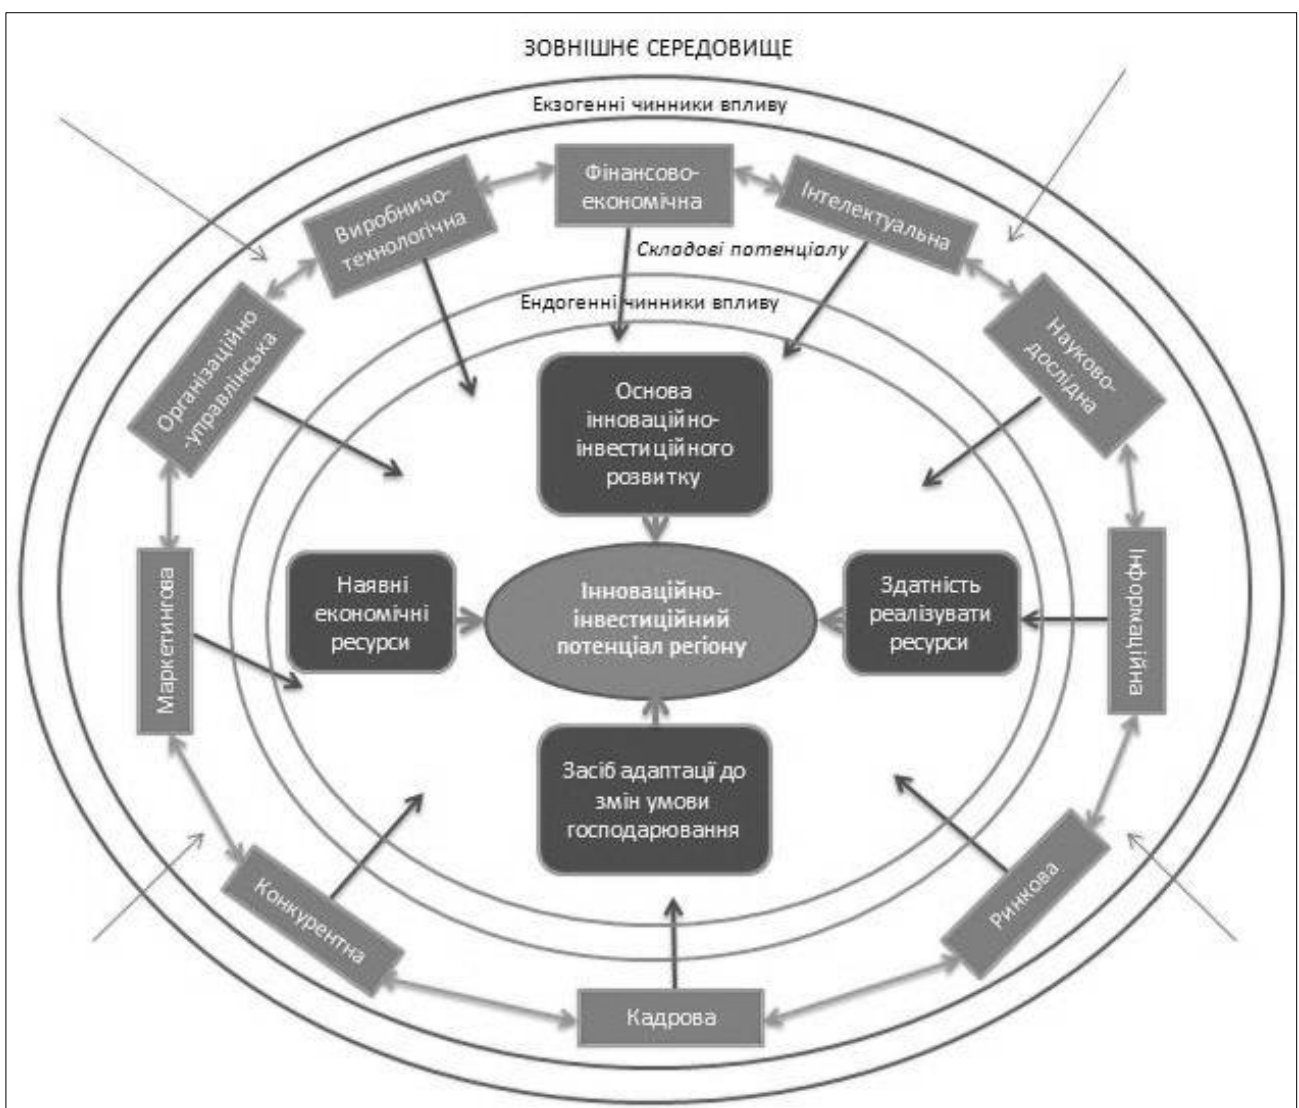 ЗОВНІШНЄ СЕРЕДОВИЩЕ
Екзогенні чинники впливу
Фінансово-
економічна
Виробничо-
технологічна
Інтелектуальна
Складові потенціалу
Ендогенні чинники впливу
Організаційно
-управлінська
Науково-
дослідна
Основа
інноваційно-
інвестиційного
розвитку
Маркетингова
Наявні
економічні
ресурси
Інноваційно-
інвестиційний
потенціал регіону
Здатність
реалізувати
ресурси
Інформаційна
Засіб адаптації до
змін умови
господарювання
Конкурентна
Ринкова
Кадрова